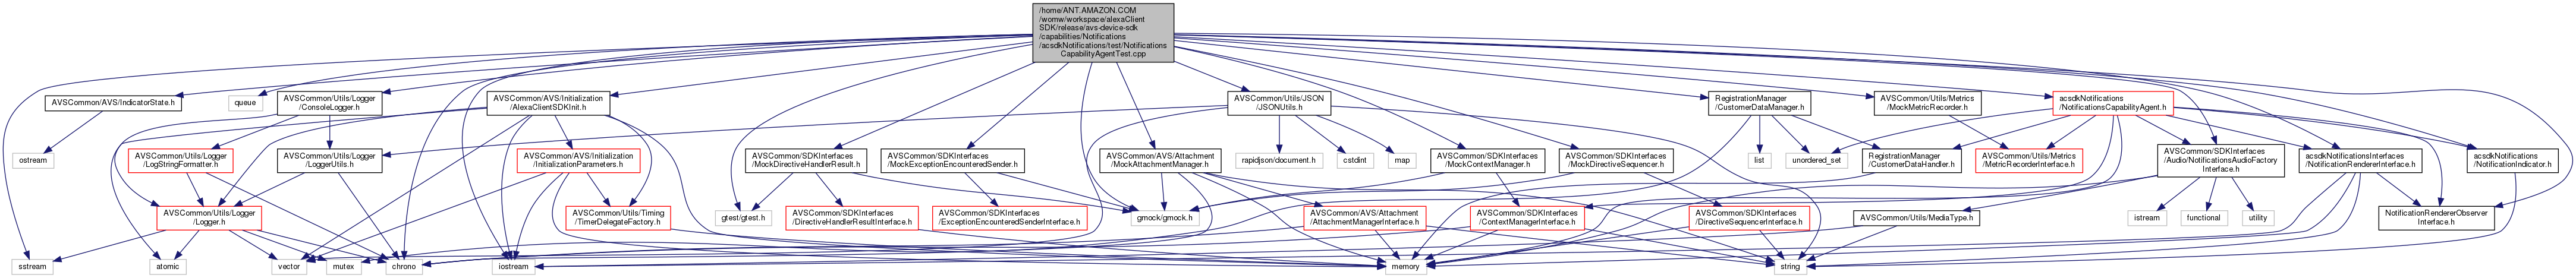 /home/ANT.AMAZON.COM
/womw/workspace/alexaClient
SDK/release/avs-device-sdk
/capabilities/Notifications
/acsdkNotifications/test/Notifications
CapabilityAgentTest.cpp
AVSCommon/AVS/IndicatorState.h
queue
AVSCommon/Utils/Logger
/ConsoleLogger.h
AVSCommon/AVS/Initialization
/AlexaClientSDKInit.h
AVSCommon/Utils/JSON
/JSONUtils.h
RegistrationManager
/CustomerDataManager.h
AVSCommon/Utils/Metrics
/MockMetricRecorder.h
acsdkNotifications
/NotificationsCapabilityAgent.h
ostream
AVSCommon/Utils/Logger
/LogStringFormatter.h
AVSCommon/Utils/Logger
/LoggerUtils.h
AVSCommon/AVS/Initialization
/InitializationParameters.h
AVSCommon/SDKInterfaces
/MockDirectiveHandlerResult.h
AVSCommon/SDKInterfaces
/MockExceptionEncounteredSender.h
AVSCommon/AVS/Attachment
/MockAttachmentManager.h
rapidjson/document.h
cstdint
map
AVSCommon/SDKInterfaces
/MockContextManager.h
AVSCommon/SDKInterfaces
/MockDirectiveSequencer.h
list
unordered_set
RegistrationManager
/CustomerDataHandler.h
AVSCommon/Utils/Metrics
/MetricRecorderInterface.h
AVSCommon/SDKInterfaces
/Audio/NotificationsAudioFactory
Interface.h
acsdkNotificationsInterfaces
/NotificationRendererInterface.h
acsdkNotifications
/NotificationIndicator.h
AVSCommon/Utils/Logger
/Logger.h
AVSCommon/Utils/Timing
/TimerDelegateFactory.h
gtest/gtest.h
AVSCommon/SDKInterfaces
/DirectiveHandlerResultInterface.h
AVSCommon/SDKInterfaces
/ExceptionEncounteredSenderInterface.h
gmock/gmock.h
AVSCommon/AVS/Attachment
/AttachmentManagerInterface.h
AVSCommon/SDKInterfaces
/ContextManagerInterface.h
AVSCommon/SDKInterfaces
/DirectiveSequencerInterface.h
AVSCommon/Utils/MediaType.h
istream
functional
utility
NotificationRendererObserver
Interface.h
sstream
atomic
vector
mutex
chrono
iostream
memory
string